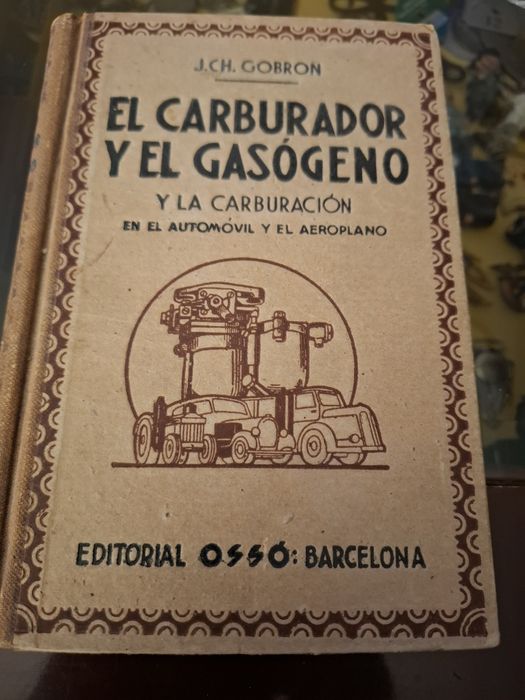 J.CH. GOBRON
EL CARBURADOR
Y EL GASÓGENO
Y LA CARBURACIÓN
EN EL AUTOMÓVIL Y EL AEROPLANO
EDITORIAL OSSÓ: BARCELONA